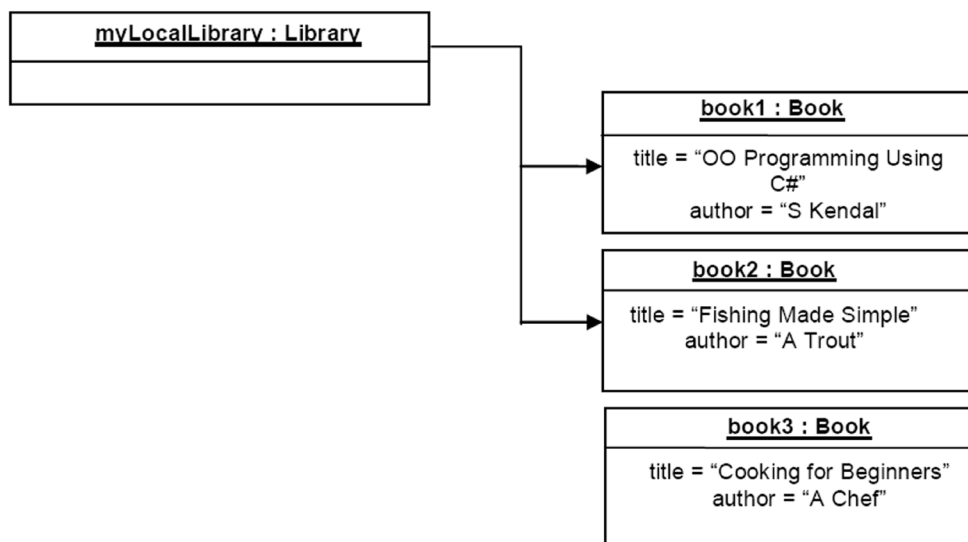 myLocalLibrary : Library
book1 : Book
title = “OO Programming Using
C#”
author = “S Kendal”
book2 : Book
title = “Fishing Made Simple”
author = “A Trout”
book3 : Book
title = “Cooking for Beginners”
author = “A Chef”